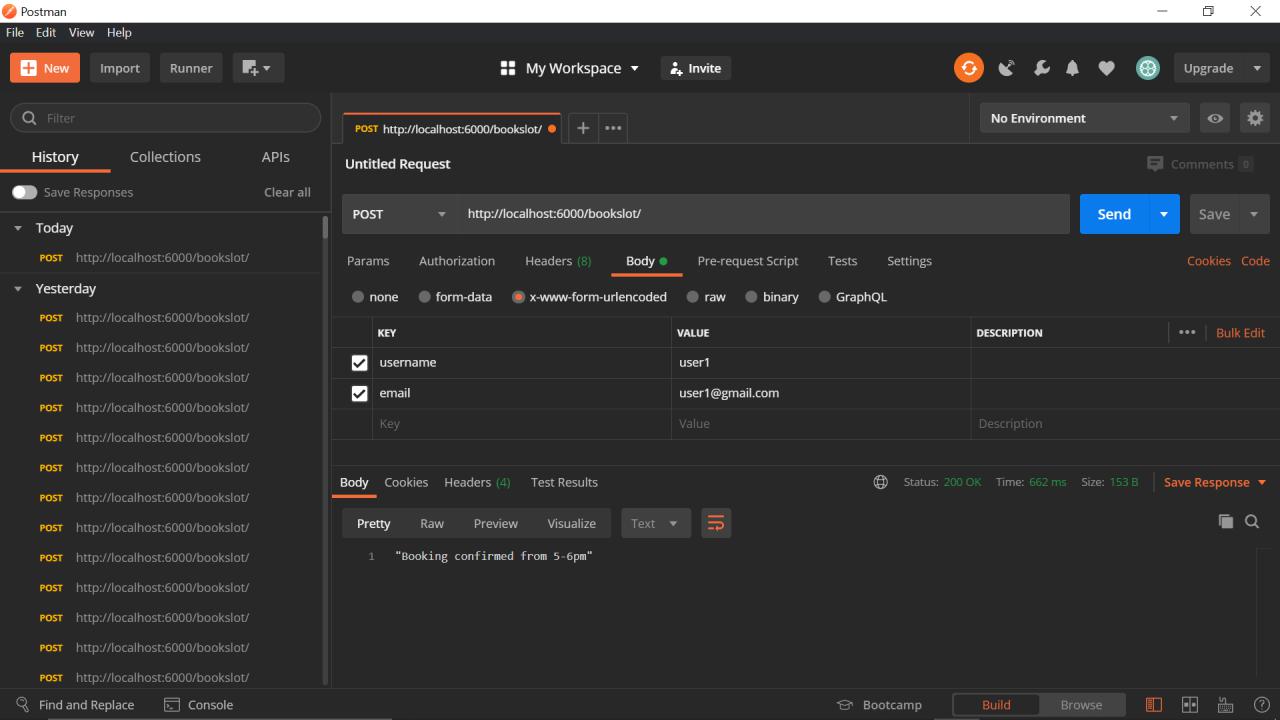 Postman
File Edit View Help
New Import Runner My Workspace Invite Upgrade
Filter
History Collections APIs
Save Responses Clear all
Today
POST http://localhost:6000/bookslot/
Yesterday
POST http://localhost:6000/bookslot/
POST http://localhost:6000/bookslot/
POST http://localhost:6000/bookslot/
POST http://localhost:6000/bookslot/
POST http://localhost:6000/bookslot/
POST http://localhost:6000/bookslot/
POST http://localhost:6000/bookslot/
POST http://localhost:6000/bookslot/
POST http://localhost:6000/bookslot/
POST http://localhost:6000/bookslot/
POST http://localhost:6000/bookslot/
POST http://localhost:6000/bookslot/
POST http://localhost:6000/bookslot/
POST http://localhost:6000/bookslot/ No Environment
Untitled Request Comments 0
POST http://localhost:6000/bookslot/ Send Save
Params Authorization Headers (8) Body Pre-request Script Tests Settings Cookies Code
none form-data x-www-form-urlencoded raw binary GraphQL
KEY VALUE DESCRIPTION Bulk Edit
username user1
email user1@gmail.com
Key Value Description
Body Cookies Headers (4) Test Results Status: 200 OK Time: 662 ms Size: 153 B Save Response
Pretty Raw Preview Visualize Text
1 "Booking confirmed from 5-6pm"
Find and Replace Console Bootcamp Build Browse